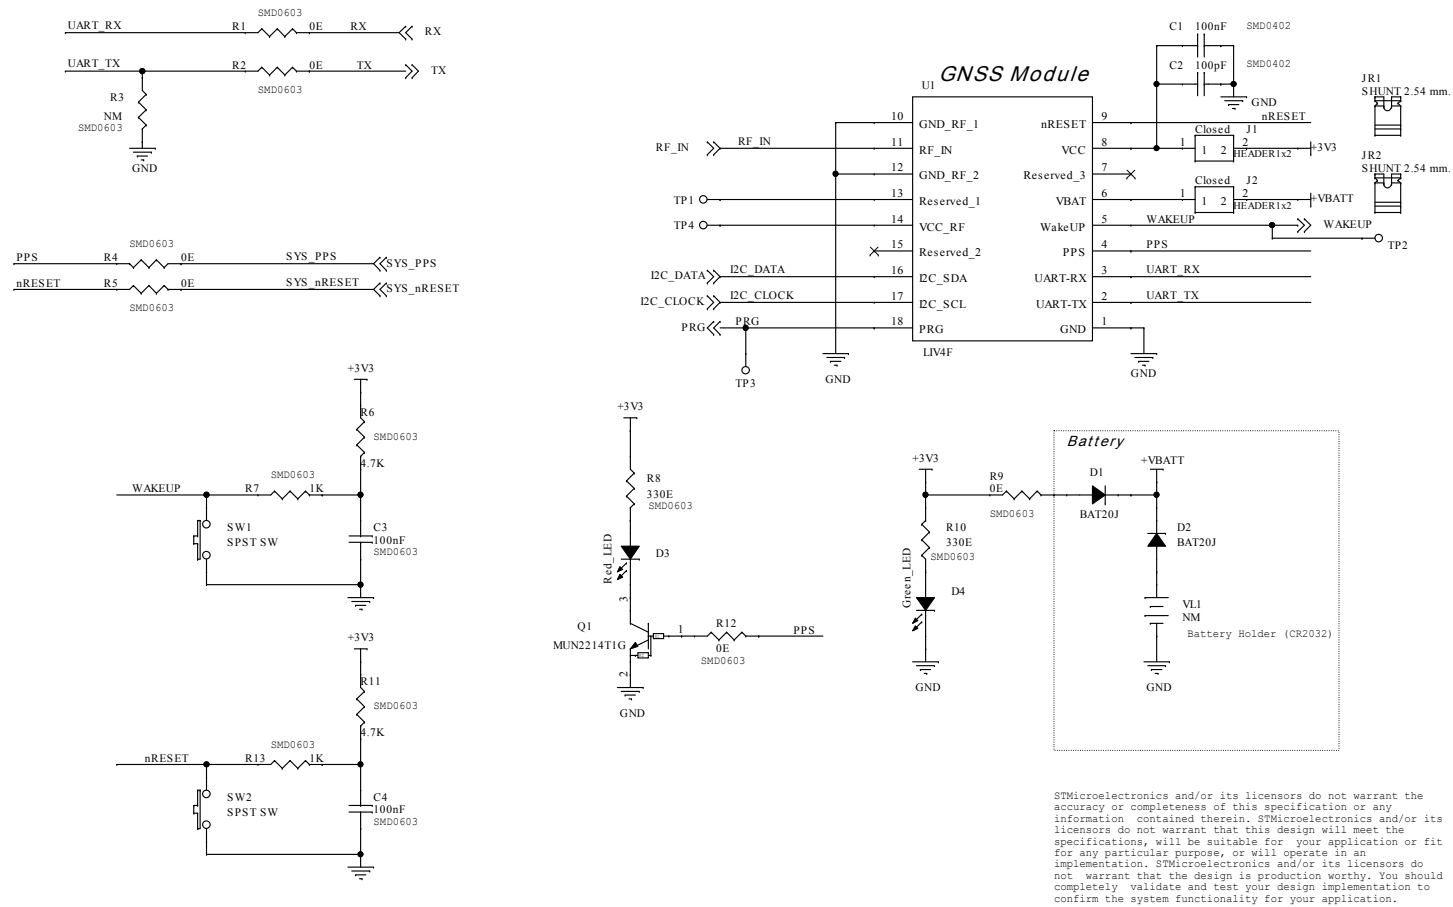 UART_RX
R1
SMD0603
0E
RX
RX
UART_TX
R2
0E
SMD0603
TX
TX
R3
NM
SMD0603
GND
PPS
R4
SMD0603
0E
SYS_PPS
SYS_PPS
nRESET
R5
0E
SMD0603
SYS_nRESET
SYS_nRESET
GNSS Module
U1
10
GND_RF_1
RF_IN
RF_IN
11
RF_IN
12
GND_RF_2
TP1
13
Reserved_1
TP4
14
VCC_RF
15
Reserved_2
I2C_DATA
I2C_DATA
16
I2C_SDA
I2C_CLOCK
I2C_CLOCK
17
I2C_SCL
PRG
PRG
18
PRG
TP3
GND
LIV4F
nRESET
9
nRESET
VCC
8
Reserved_3
7
VBAT
6
WakeUP
5
WAKEUP
WAKEUP
TP2
PPS
4
PPS
UART-RX
3
UART_RX
UART-TX
2
UART_TX
GND
1
GND
C1
100nF
SMD0402
C2
100pF
SMD0402
GND
Closed
J1
1
1 2
2
HEADER1x2
+3V3
Closed
J2
1
1 2
2
HEADER1x2
+VBATT
JR1
SHUNT 2.54 mm.
JR2
SHUNT 2.54 mm.
+3V3
R6
SMD0603
4.7K
WAKEUP
R7
SMD0603
1K
SW1
SPST SW
C3
100nF
SMD0603
+3V3
R11
SMD0603
4.7K
nRESET
R13
SMD0603
1K
SW2
SPST SW
C4
100nF
SMD0603
+3V3
R8
330E
SMD0603
Red_LED
D3
3
Q1
MUN2214T1G
1
R12
0E
SMD0603
PPS
2
GND
+3V3
R9
0E
SMD0603
R10
330E
SMD0603
Green_LED
D4
GND
Battery
D1
BAT20J
+VBATT
D2
BAT20J
VL1
NM
Battery Holder (CR2032)
GND
STMicroelectronics and/or its licensors do not warrant the
accuracy or completeness of this specification or any
information contained therein. STMicroelectronics and/or its
licensors do not warrant that this design will meet the
specifications, will be suitable for your application or fit
for any particular purpose, or will operate in an
implementation. STMicroelectronics and/or its licensors do
not warrant that the design is production worthy. You should
completely validate and test your design implementation to
confirm the system functionality for your application.